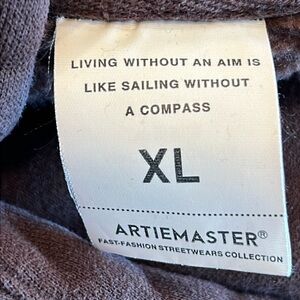 LIVING WITHOUT AN AIM IS
LIKE SAILING WITHOUT
A COMPASS
XL
ARTIEMASTER®
FAST-FASHION STREETWEARS COLLECTION